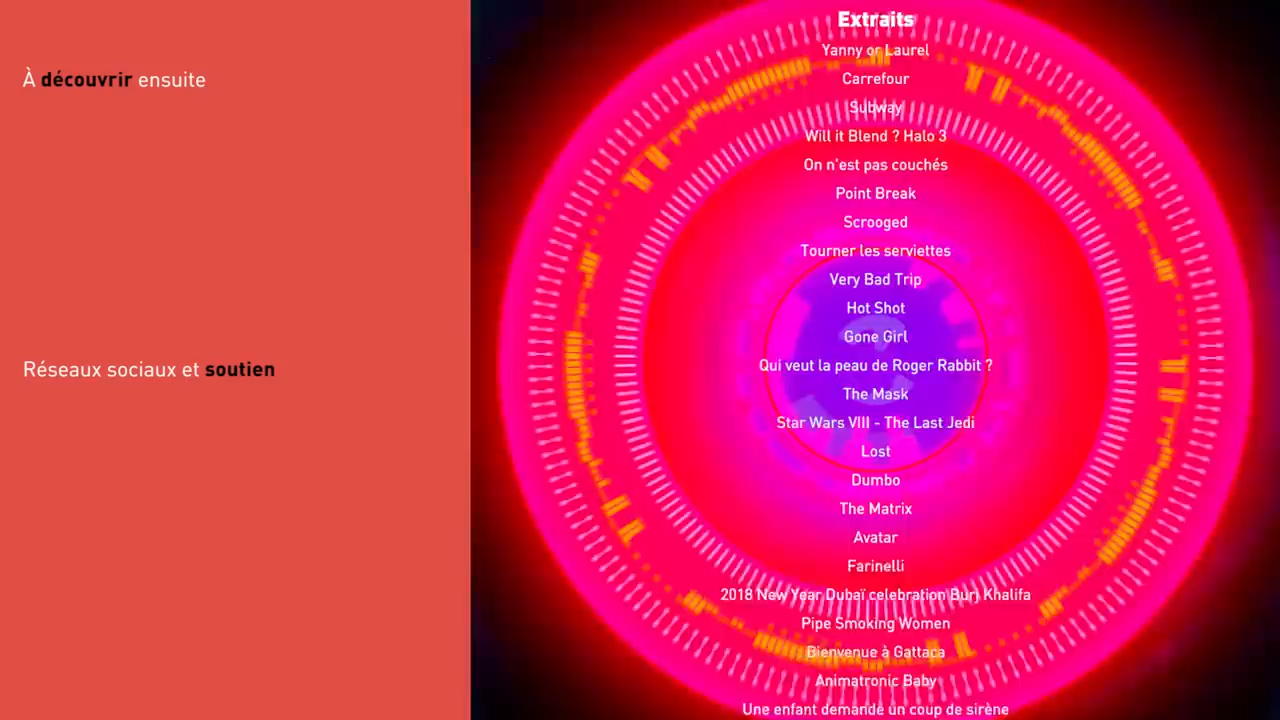 À découvrir ensuite
Réseaux sociaux et soutien
Extraits
Yanny or Laurel
Carrefour
Subway
Will it Blend ? Halo 3
On n'est pas couchés
Point Break
Scrooged
Tourner les serviettes
Very Bad Trip
Hot Shot
Gone Girl
Qui veut la peau de Roger Rabbit ?
The Mask
Star Wars VIII - The Last Jedi
Lost
Dumbo
The Matrix
Avatar
Farinelli
2018 New Year Dubaï celebration Burj Khalifa
Pipe Smoking Women
Bienvenue à Gattaca
Animatronic Baby
Une enfant demande un coup de sirène